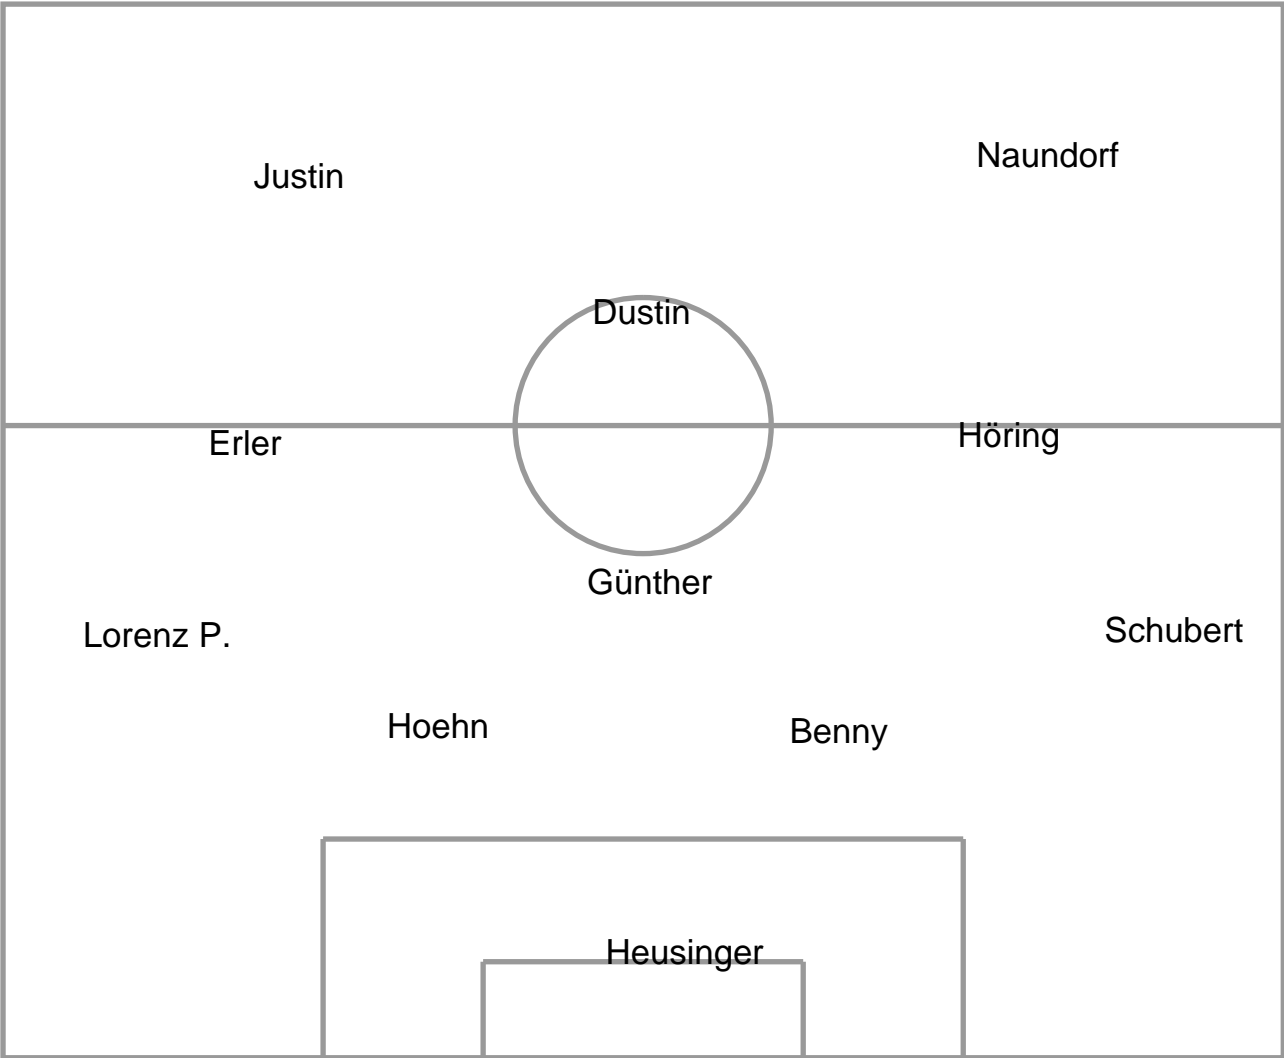 Naundorf
Justin
Dustin
Höring
Erler
Günther
Schubert
Lorenz P.
Hoehn
Benny
Heusinger